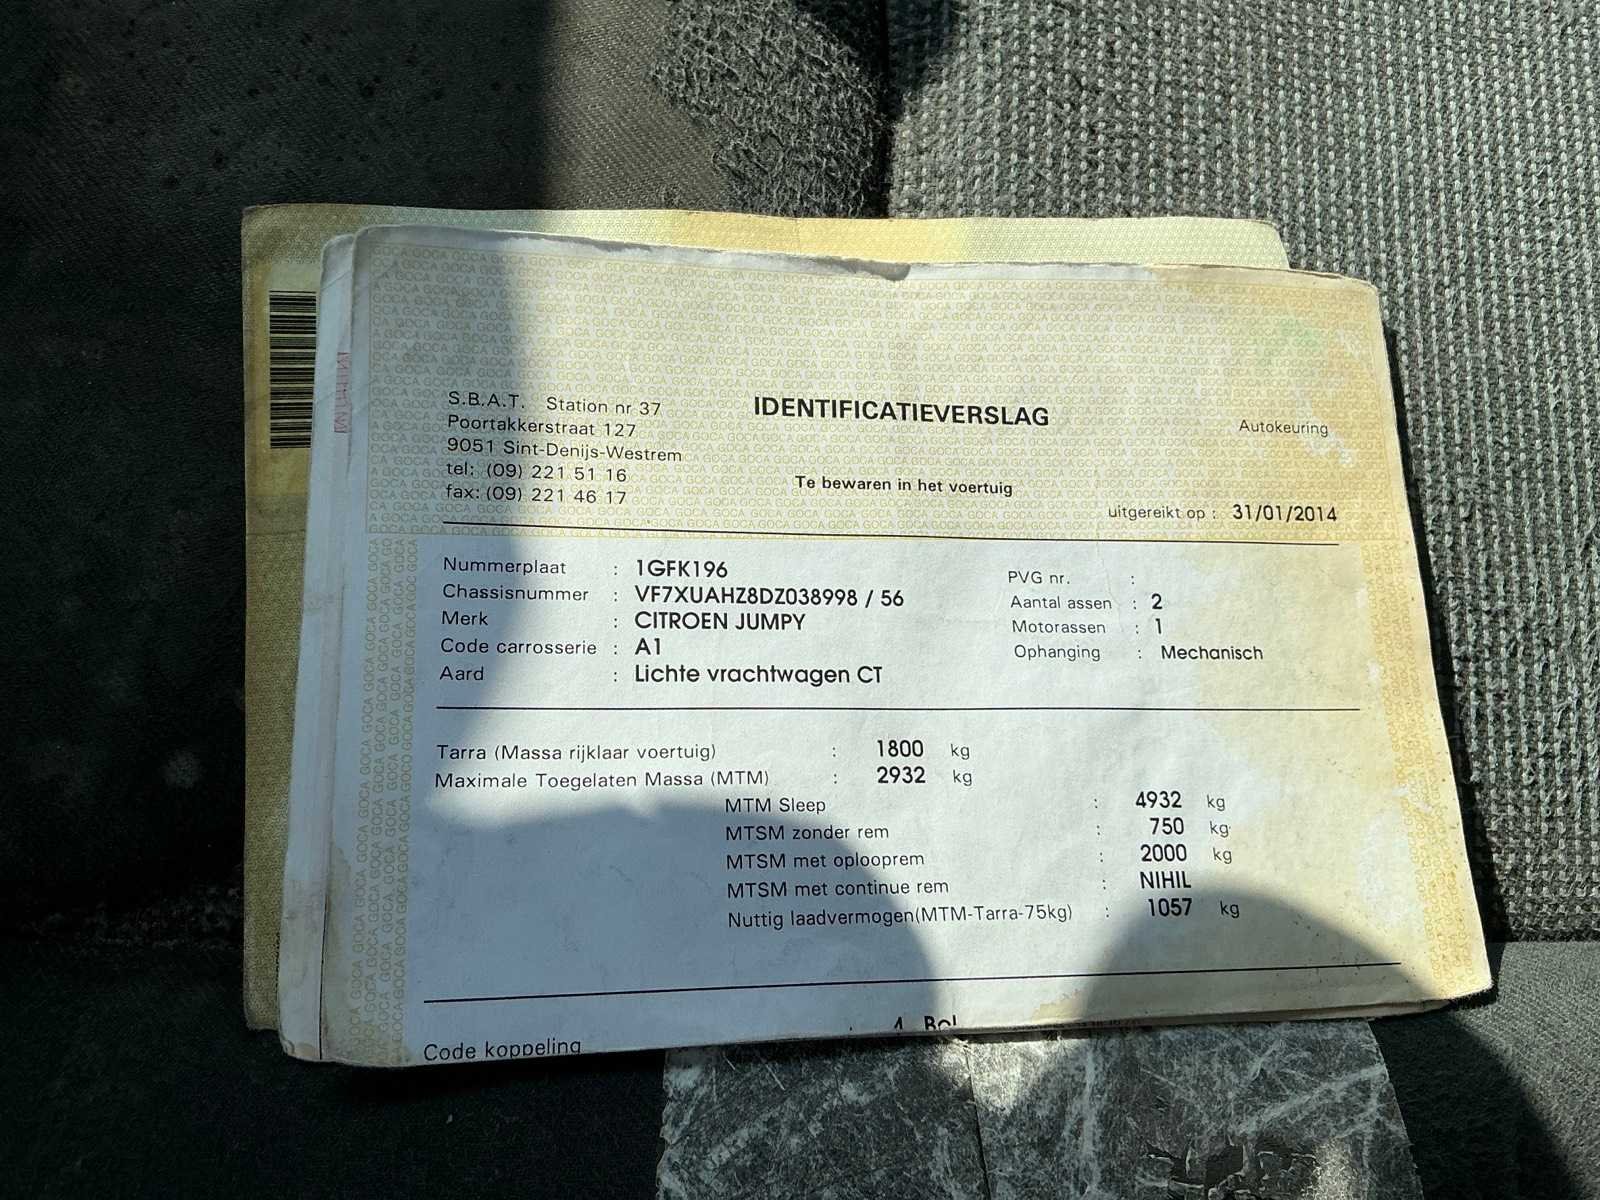 S.B.A.T. Station nr 37
Poortakkerstraat 127
9051 Sint-Denijs-Westrem
tel: (09) 221 51 16
fax: (09) 221 46 17
IDENTIFICATIEVERSLAG
Te bewaren in het voertuig
Autokeuring
uitgereikt op : 31/01/2014
Nummerplaat : 1GFK196
Chassisnummer : VF7XUAHZ8DZ038998 / 56
Merk : CITROEN JUMPY
Code carrosserie : A1
Aard : Lichte vrachtwagen CT
PVG nr. :
Aantal assen : 2
Motorassen : 1
Ophanging : Mechanisch
Tarra (Massa rijklaar voertuig) : 1800 kg
Maximale Toegelaten Massa (MTM) : 2932 kg
MTM Sleep : 4932 kg
MTSM zonder rem : 750 kg
MTSM met oplooprem : 2000 kg
MTSM met continue rem : NIHIL
Nuttig laadvermogen(MTM-Tarra-75kg) : 1057 kg
Code koppeling